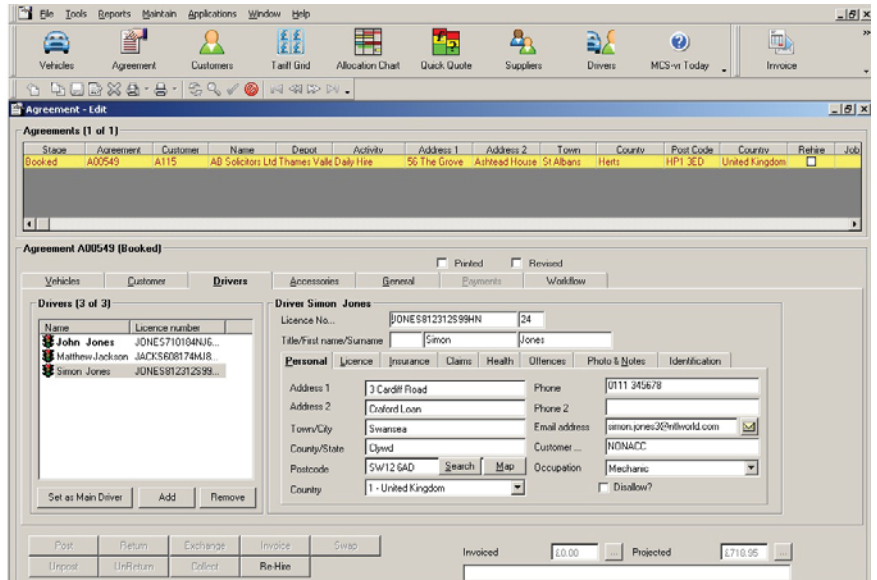 File Tools Reports Maintain Applications Window Help
Vehicles Agreement Customers Tariff Grid Allocation Chart Quick Quote Suppliers Drivers MCS-vr Today Invoice
Agreement - Edit
Agreements (1 of 1)
Stage Agreement Customer Name Depot Activity Address 1 Address 2 Town County Post Code Country Rehire Job
Booked A00549 A115 AB Solicitors Ltd Thames Valle Daily Hire 56 The Grove Ashtead House St Albans Herts HP1 3ED United Kingdom
Agreement A00549 (Booked)
Printed Revised
Vehicles Customer Drivers Accessories General Payments Workflow
Drivers (3 of 3)
Name Licence number
John Jones JONES710184NJ6...
Matthew Jackson JACKS608174MJ8...
Simon Jones JONES812312S99...
Set as Main Driver Add Remove
Driver Simon Jones
Licence No... JONES812312S99HN 24
Title/First name/Surname Simon Jones
Personal Licence Insurance Claims Health Offences Photo & Notes Identification
Address 1 3 Cardiff Road Phone 0111 345678
Address 2 Craford Loan Phone 2
Town/City Swansea Email address simon.jones3@ntlworld.com
County/State Clywd Customer ... NONACC
Postcode SW12 6AD Search Map Occupation Mechanic
Country 1 - United Kingdom Disallow?
Post Return Exchange Invoice Swap
Unpost UnReturn Collect Re-Hire
Invoiced £0.00 ... Projected £718.95 ...